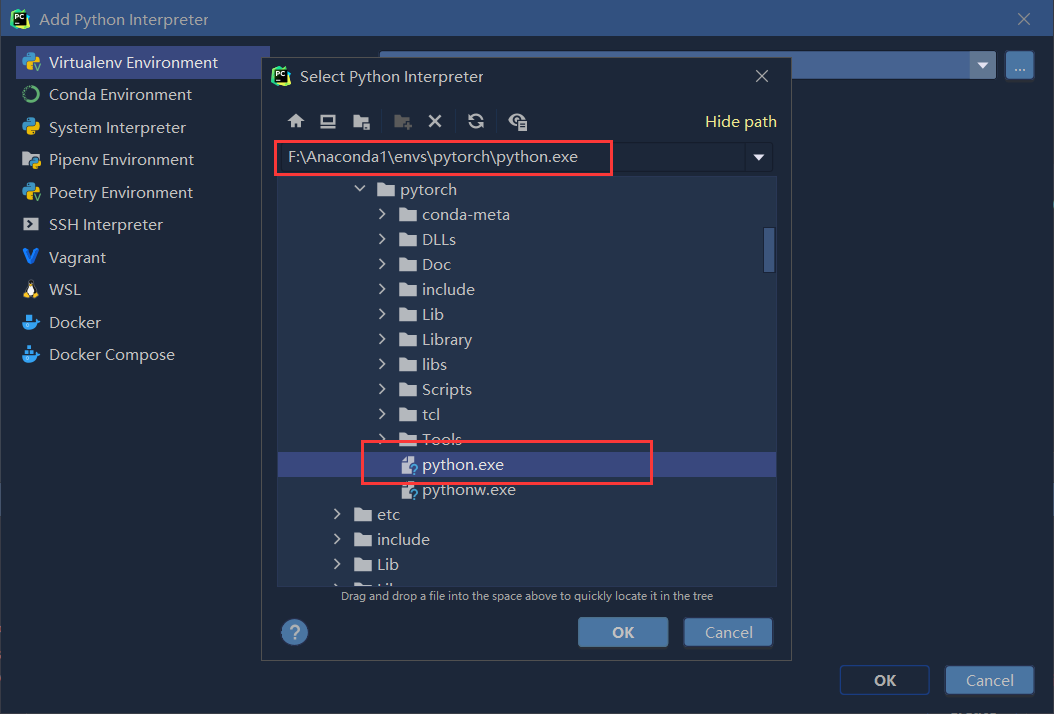 Add Python Interpreter
Virtualenv Environment
Conda Environment
System Interpreter
Pipenv Environment
Poetry Environment
SSH Interpreter
Vagrant
WSL
Docker
Docker Compose
...
Select Python Interpreter
Hide path
F:\Anaconda1\envs\pytorch\python.exe
pytorch
conda-meta
DLLs
Doc
include
Lib
Library
libs
Scripts
tcl
Tools
python.exe
pythonw.exe
etc
include
Lib
Drag and drop a file into the space above to quickly locate it in the tree
?
OK
Cancel
OK
Cancel